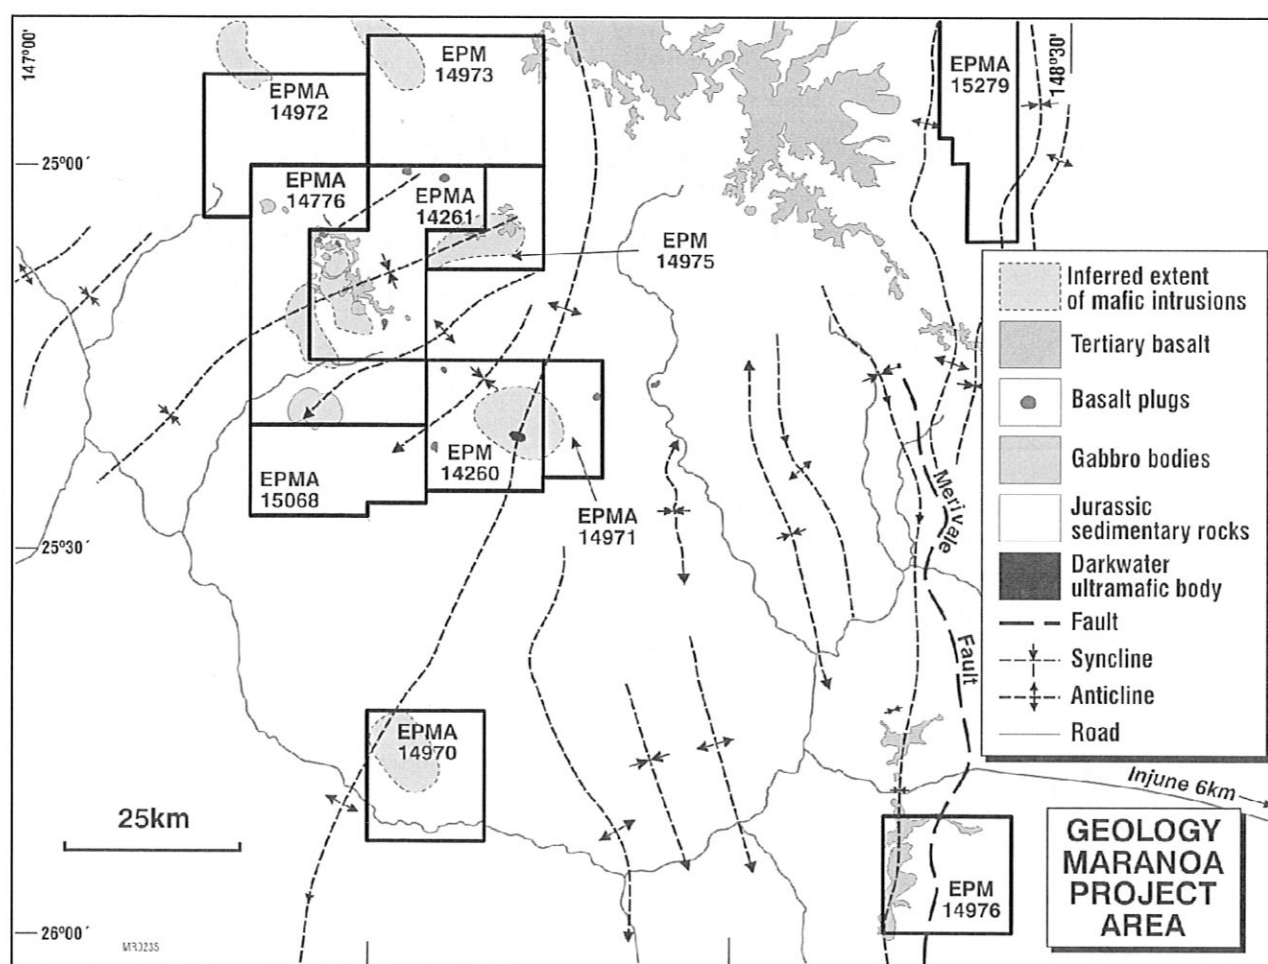 147°00´
EPM
14973
EPMA
14972
EPMA
15279
148°30´
25°00´
EPMA
14776
EPMA
14261
EPM
14975
Inferred extent
of mafic intrusions
Tertiary basalt
Basalt plugs
Gabbro bodies
Jurassic
sedimentary rocks
Darkwater
ultramafic body
Fault
Syncline
Anticline
Road
EPM
14260
EPMA
15068
EPMA
14971
25°30´
Merivale
Fault
EPMA
14970
25km
Injune 6km
GEOLOGY
MARANOA
PROJECT
AREA
EPM
14976
26°00´
MR0235